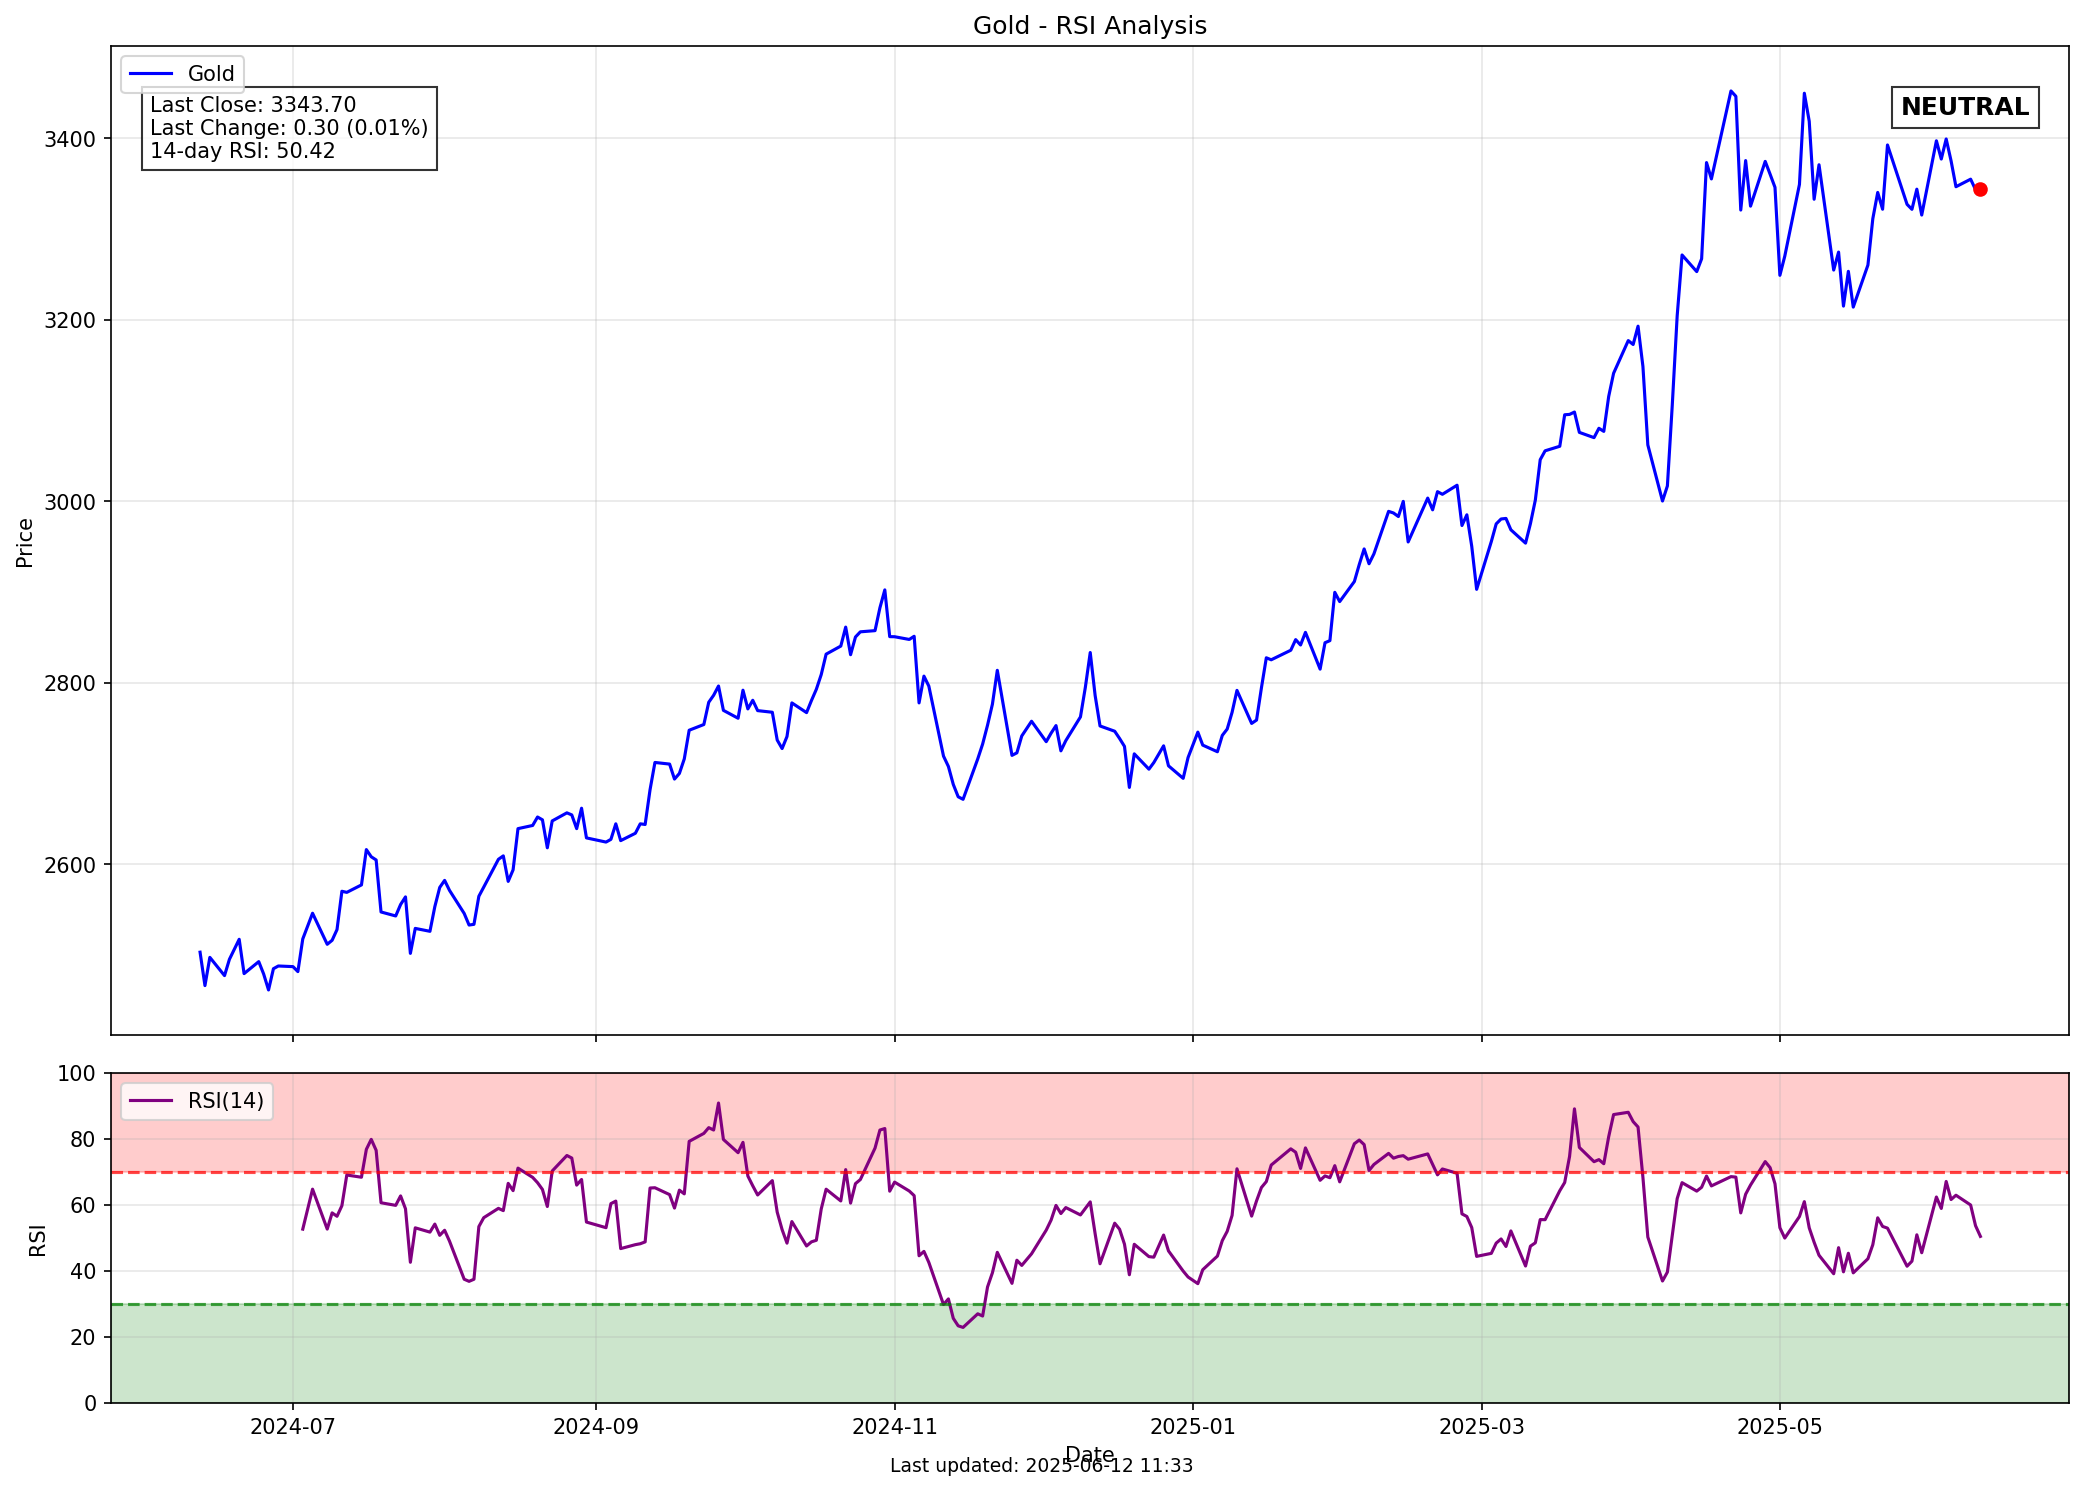 Gold - RSI Analysis
Gold
Last Close: 3343.70
Last Change: 0.30 (0.01%)
14-day RSI: 50.42
NEUTRAL
Price
3400
3200
3000
2800
2600
RSI(14)
RSI
100
80
60
40
20
0
2024-07
2024-09
2024-11
2025-01
2025-03
2025-05
Date
Last updated: 2025-06-12 11:33